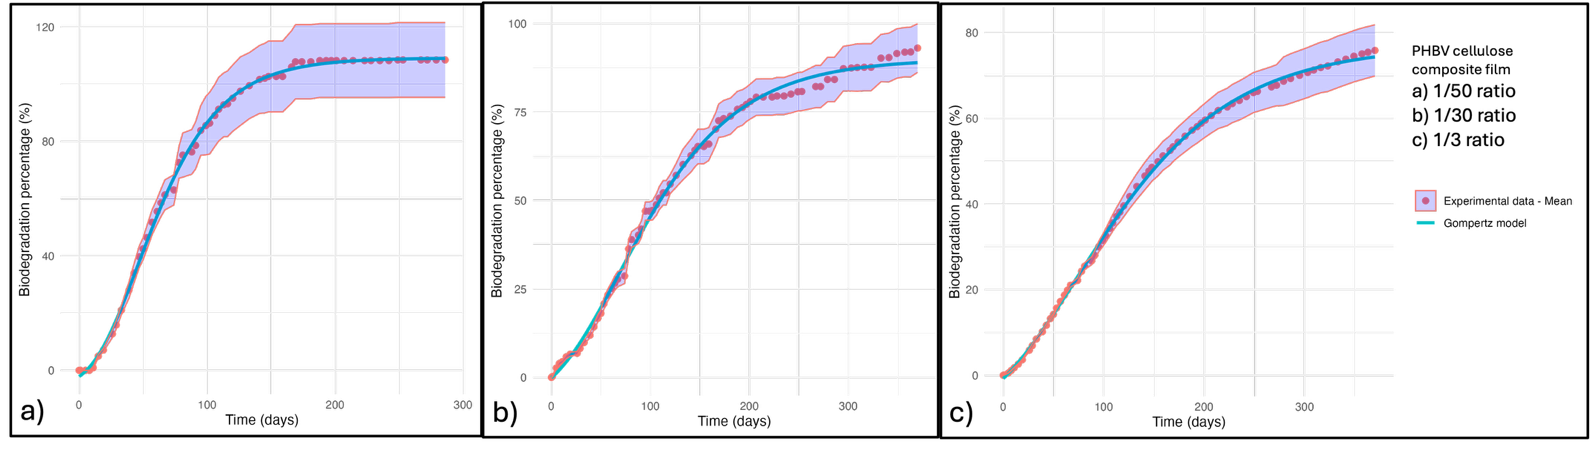 120
80
40
0
0
100
200
300
Biodegradation percentage (%)
Time (days)
a)
100
75
50
25
0
0
100
200
300
Biodegradation percentage (%)
Time (days)
b)
80
60
40
20
0
0
100
200
300
Biodegradation percentage (%)
Time (days)
c)
PHBV cellulose
composite film
a) 1/50 ratio
b) 1/30 ratio
c) 1/3 ratio
Experimental data - Mean
Gompertz model